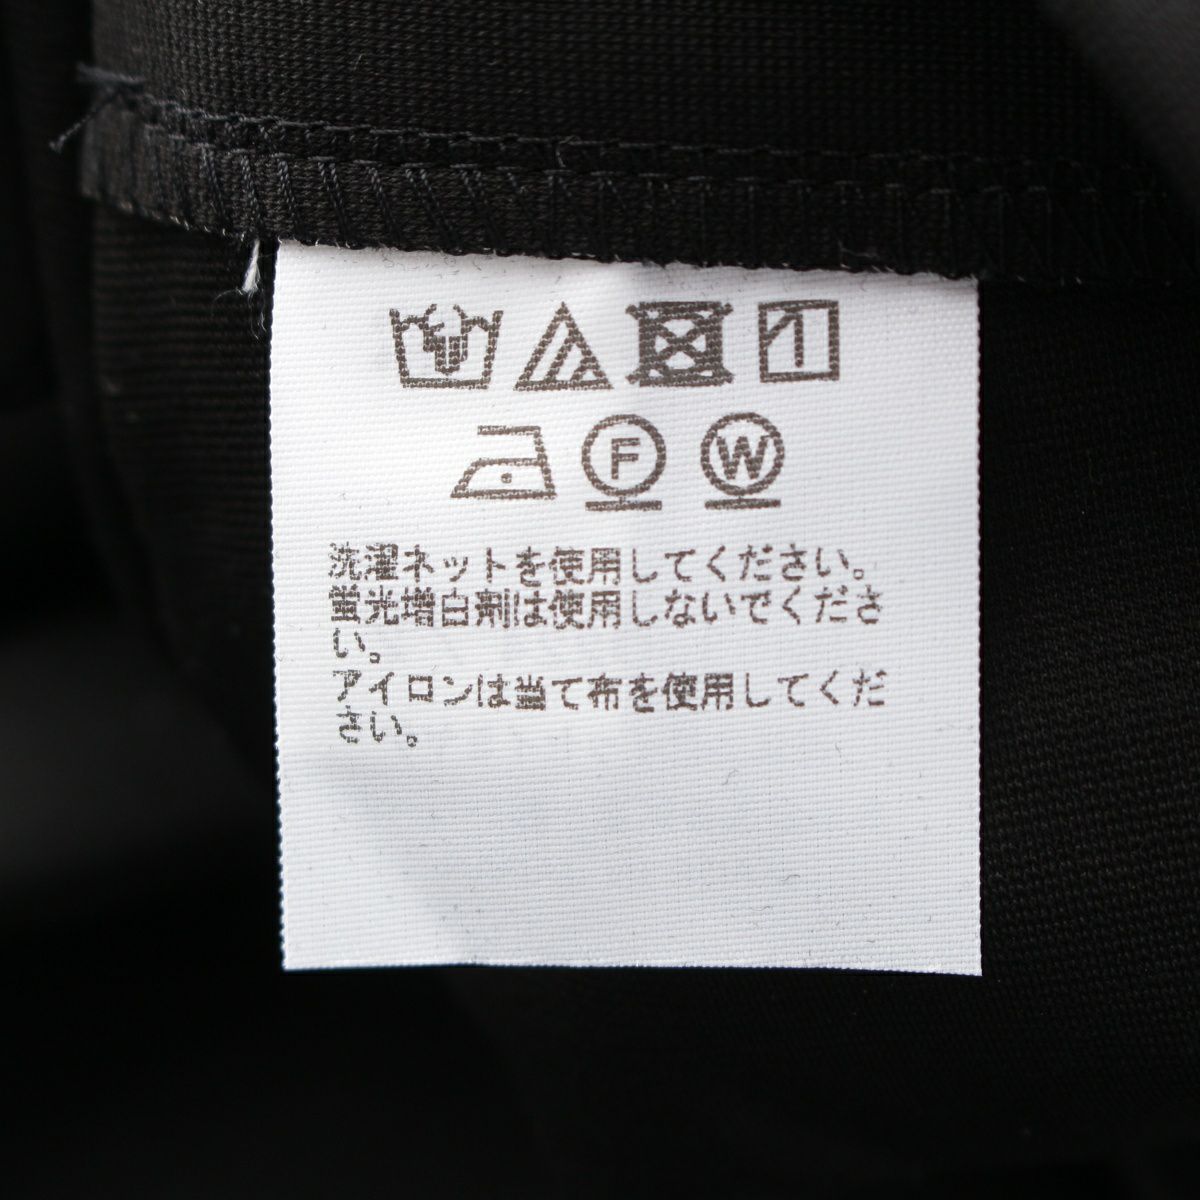 F W
洗濯ネットを使用してください。
蛍光増白剤は使用しないでくださ
い。
アイロンは当て布を使用してくだ
さい。